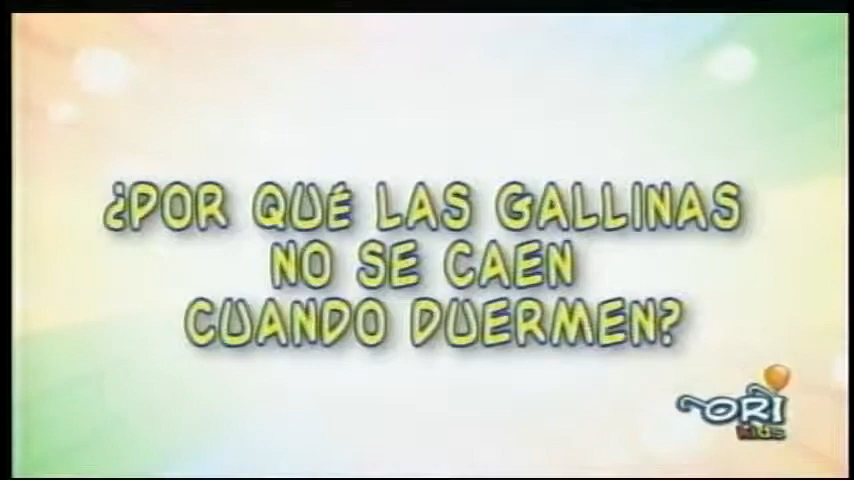 ¿POR QUÉ LAS GALLINAS
NO SE CAEN
CUANDO DUERMEN?
ORI
kids